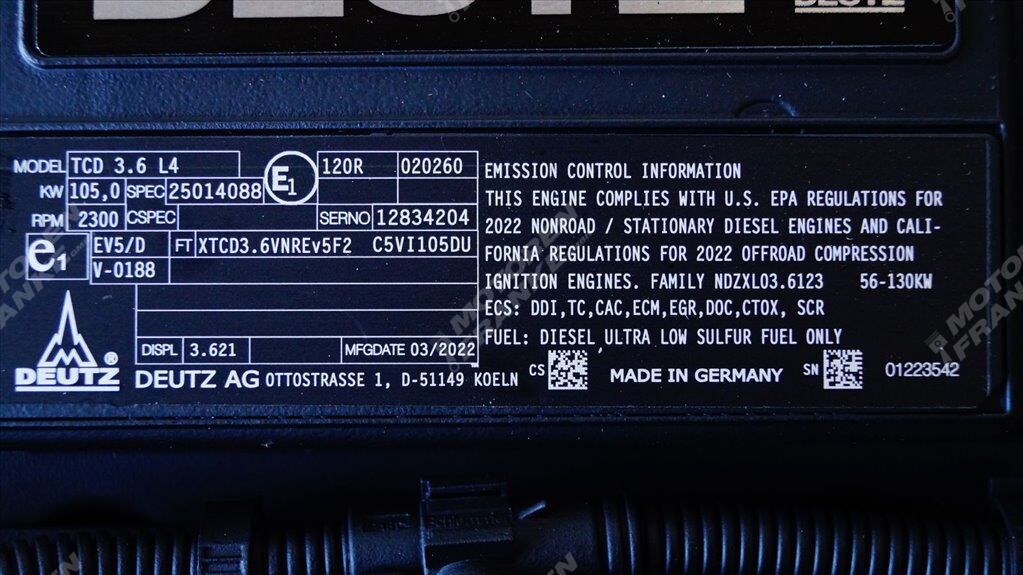 DEUTZ
DEUTZ
MODEL TCD 3.6 L4 E1 120R 020260
KW 105,0 SPEC 25014088
RPM 2300 CSPEC SERNO 12834204
e1 EV5/D FT XTCD3.6VNREv5F2 C5VI105DU
V-0188
DISPL 3.621 MFGDATE 03/2022
DEUTZ ®
DEUTZ AG OTTOSTRASSE 1, D-51149 KOELN CS
EMISSION CONTROL INFORMATION
THIS ENGINE COMPLIES WITH U.S. EPA REGULATIONS FOR
2022 NONROAD / STATIONARY DIESEL ENGINES AND CALI-
FORNIA REGULATIONS FOR 2022 OFFROAD COMPRESSION
IGNITION ENGINES. FAMILY NDZXL03.6123 56-130KW
ECS: DDI,TC,CAC,ECM,EGR,DOC,CTOX, SCR
FUEL: DIESEL ULTRA LOW SULFUR FUEL ONLY
MADE IN GERMANY SN 01223542
MOTOREN
FRANKEN